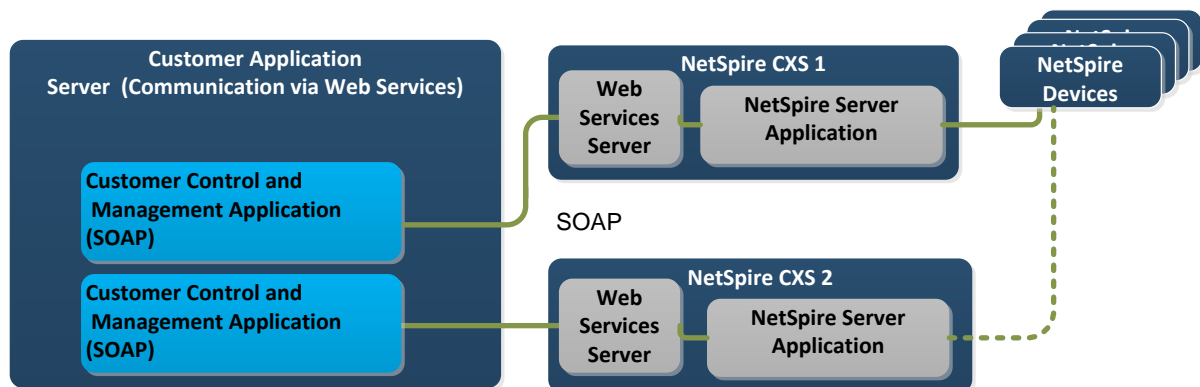 Customer Application
Server (Communication via Web Services)
Customer Control and
Management Application
(SOAP)
Customer Control and
Management Application
(SOAP)
NetSpire CXS 1
Web
Services
Server
NetSpire Server
Application
SOAP
NetSpire CXS 2
Web
Services
Server
NetSpire Server
Application
NetSpire
Devices